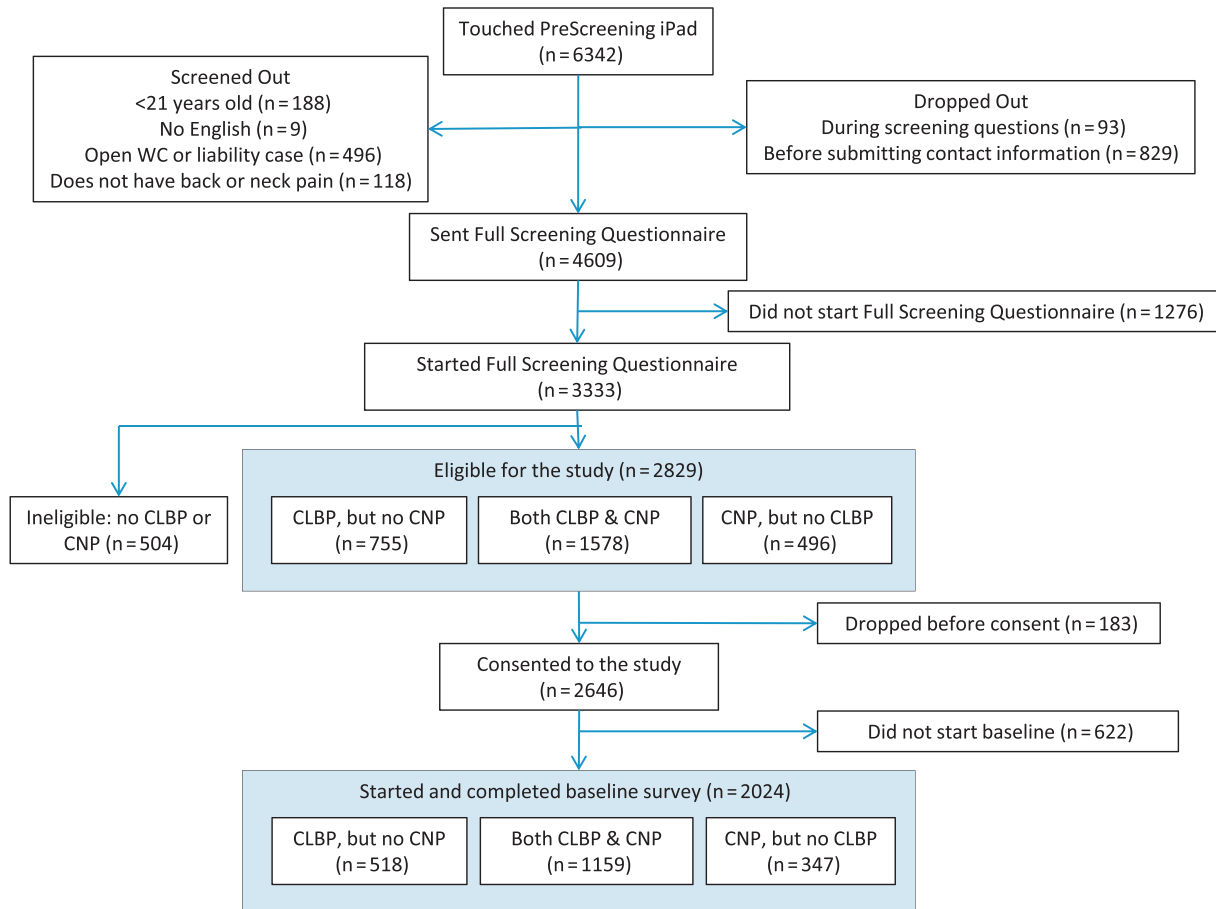 Touched PreScreening iPad
(n = 6342)
Screened Out
<21 years old (n = 188)
No English (n = 9)
Open WC or liability case (n = 496)
Does not have back or neck pain (n = 118)
Dropped Out
During screening questions (n = 93)
Before submitting contact information (n = 829)
Sent Full Screening Questionnaire
(n = 4609)
Did not start Full Screening Questionnaire (n = 1276)
Started Full Screening Questionnaire
(n = 3333)
Ineligible: no CLBP or
CNP (n = 504)
Eligible for the study (n = 2829)
CLBP, but no CNP
(n = 755)
Both CLBP & CNP
(n = 1578)
CNP, but no CLBP
(n = 496)
Dropped before consent (n = 183)
Consented to the study
(n = 2646)
Did not start baseline (n = 622)
Started and completed baseline survey (n = 2024)
CLBP, but no CNP
(n = 518)
Both CLBP & CNP
(n = 1159)
CNP, but no CLBP
(n = 347)